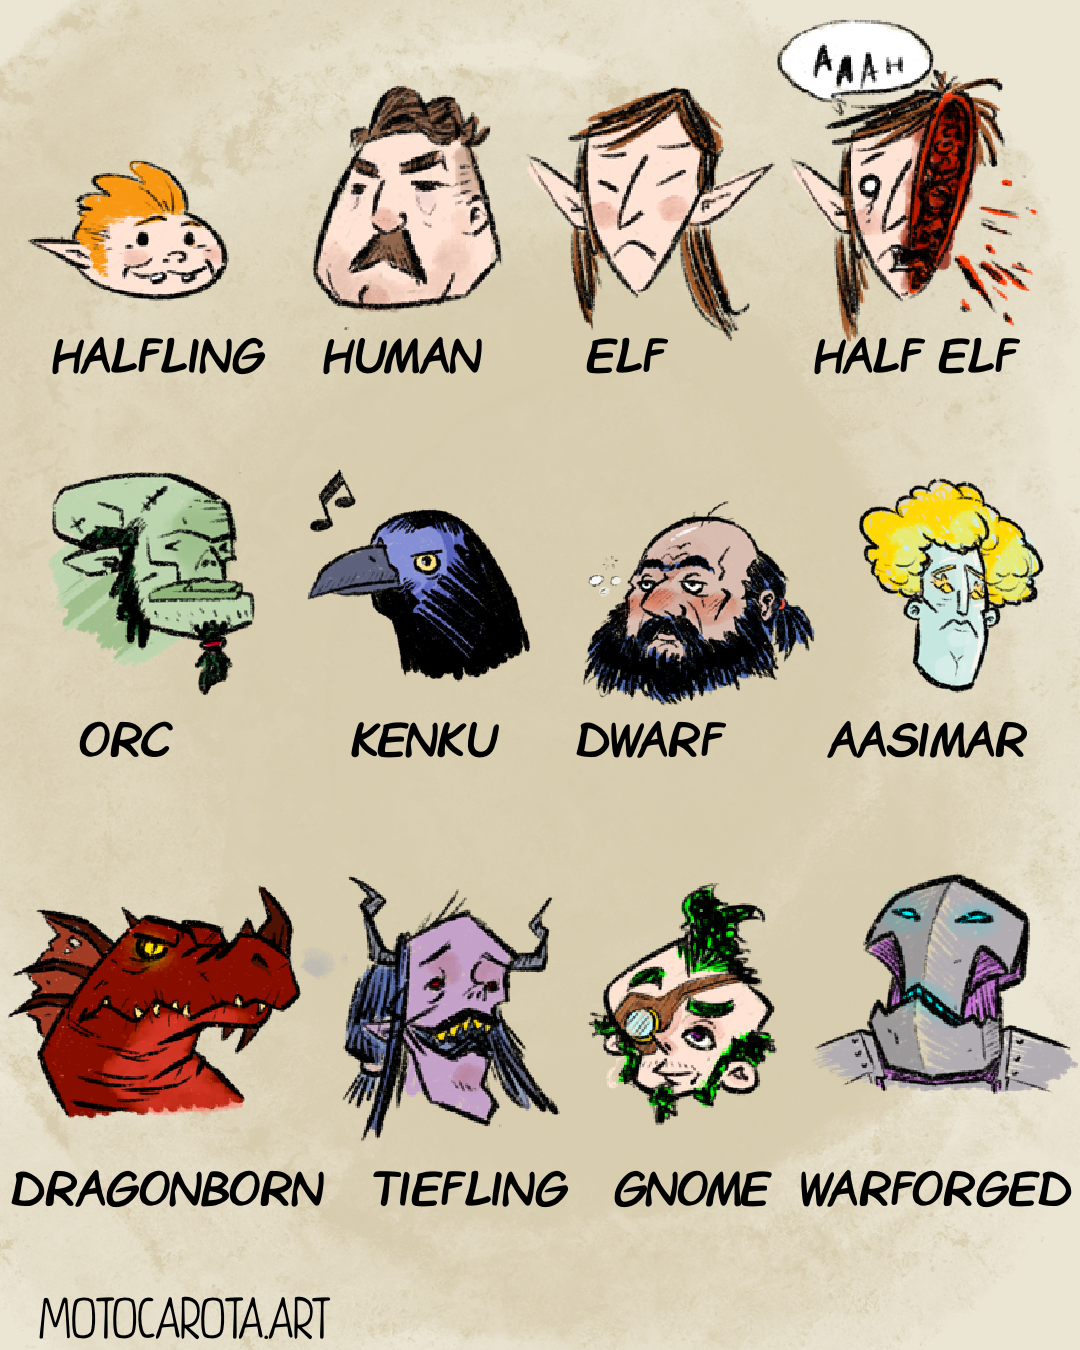 AAAH
HALFLING HUMAN ELF HALF ELF
ORC KENKU DWARF AASIMAR
DRAGONBORN TIEFLING GNOME WARFORGED
MOTOCAROTA.ART